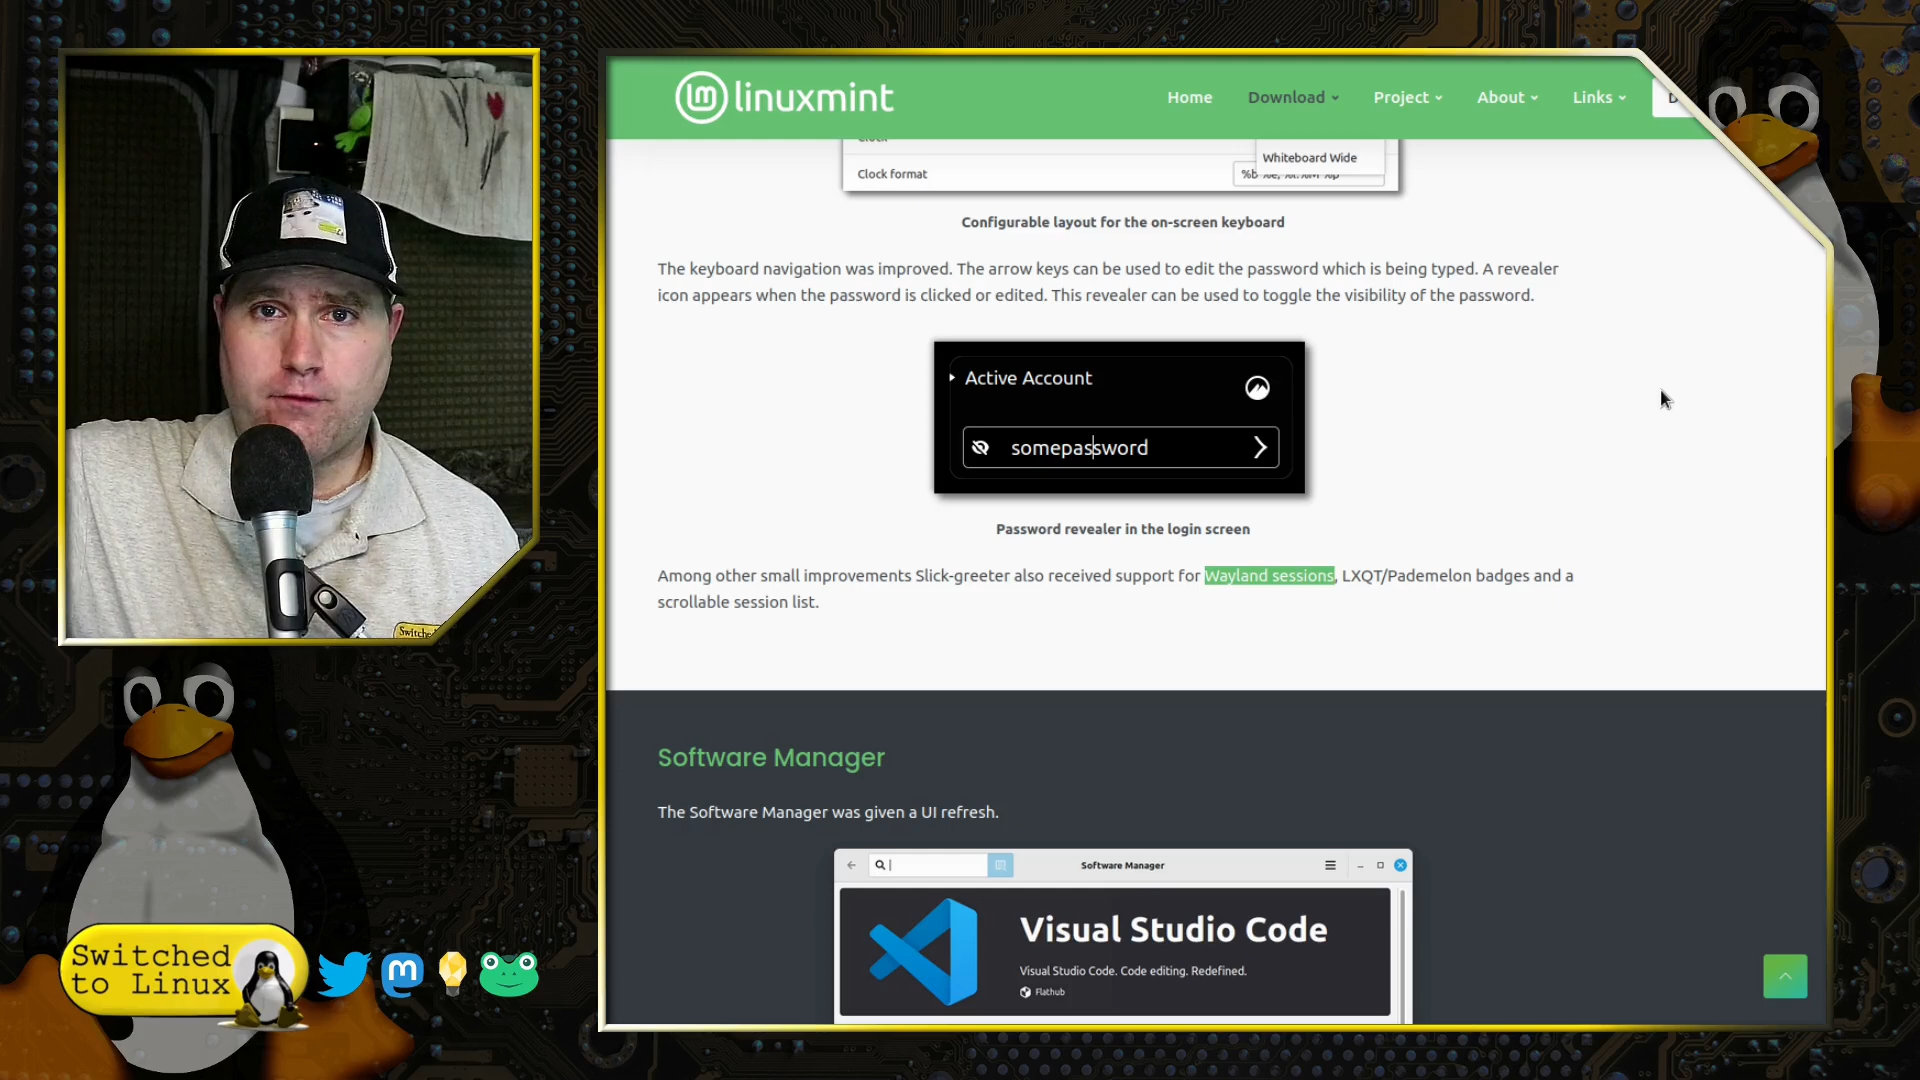 linuxmint
Home
Download
Project
About
Links
Whiteboard Wide
Clock format
Configurable layout for the on-screen keyboard
The keyboard navigation was improved. The arrow keys can be used to edit the password which is being typed. A revealer
icon appears when the password is clicked or edited. This revealer can be used to toggle the visibility of the password.
Active Account
somepassword
Password revealer in the login screen
Among other small improvements Slick-greeter also received support for Wayland sessions, LXQT/Pademelon badges and a
scrollable session list.
Software Manager
The Software Manager was given a UI refresh.
Software Manager
Visual Studio Code
Visual Studio Code. Code editing. Redefined.
Flathub
Switched
Switched
to Linux